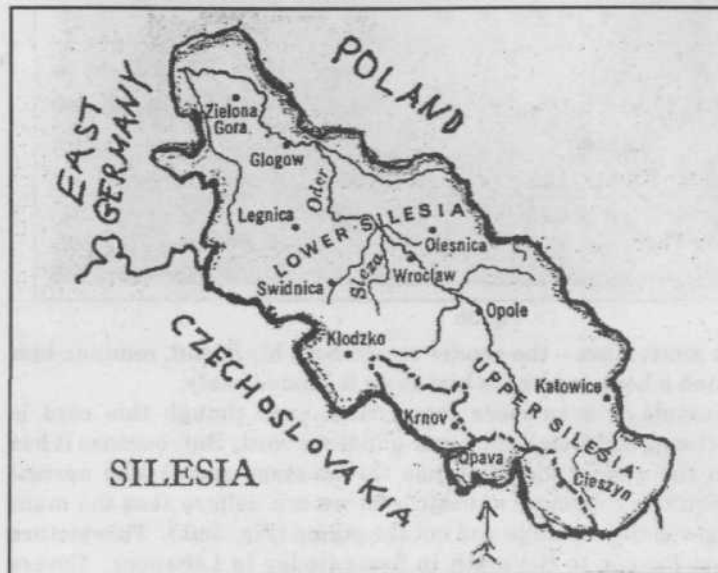 POLAND
EAST
GERMANY
Zielona
Gora
Glogow
Oder
Legnica
LOWER SILESIA
Olesnica
Wroclaw
Sleza
Swidnica
Opole
Kłodzko
UPPER SILESIA
Katowice
CZECHOSLOVAKIA
Krnov
Opava
Cieszyn
SILESIA